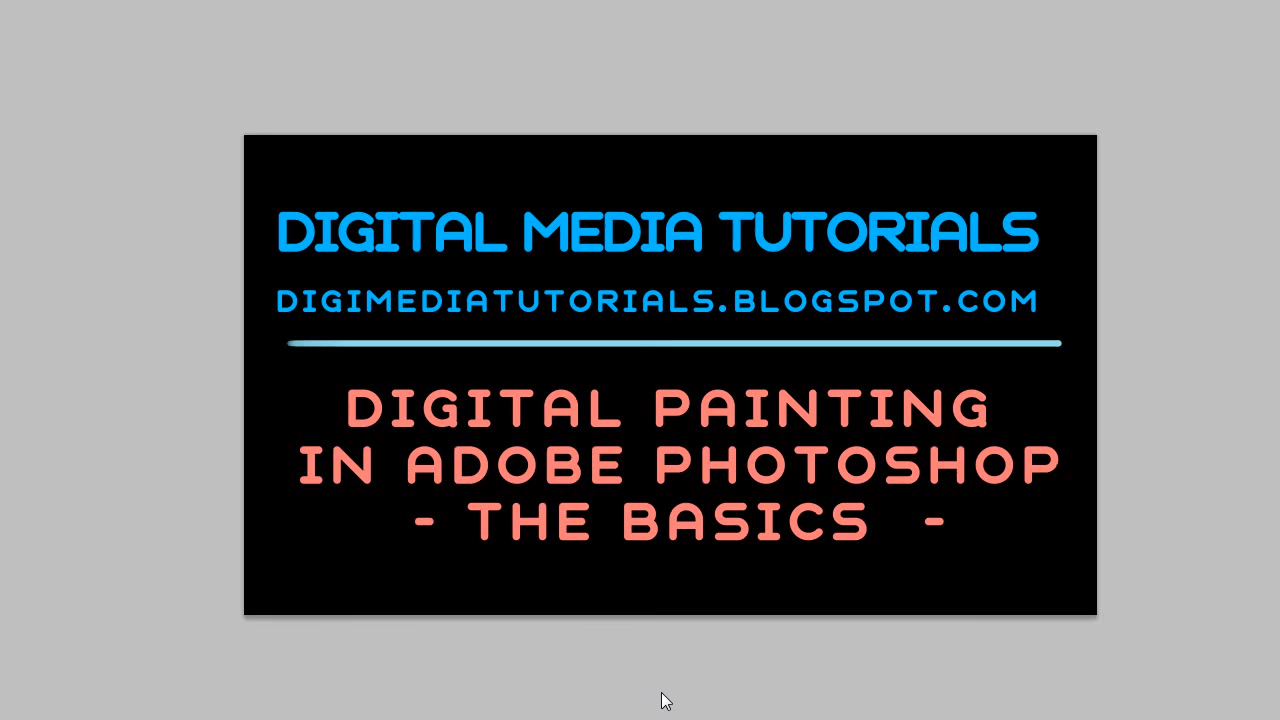 DIGITAL MEDIA TUTORIALS
DIGIMEDIATUTORIALS.BLOGSPOT.COM
DIGITAL PAINTING
IN ADOBE PHOTOSHOP
- THE BASICS -